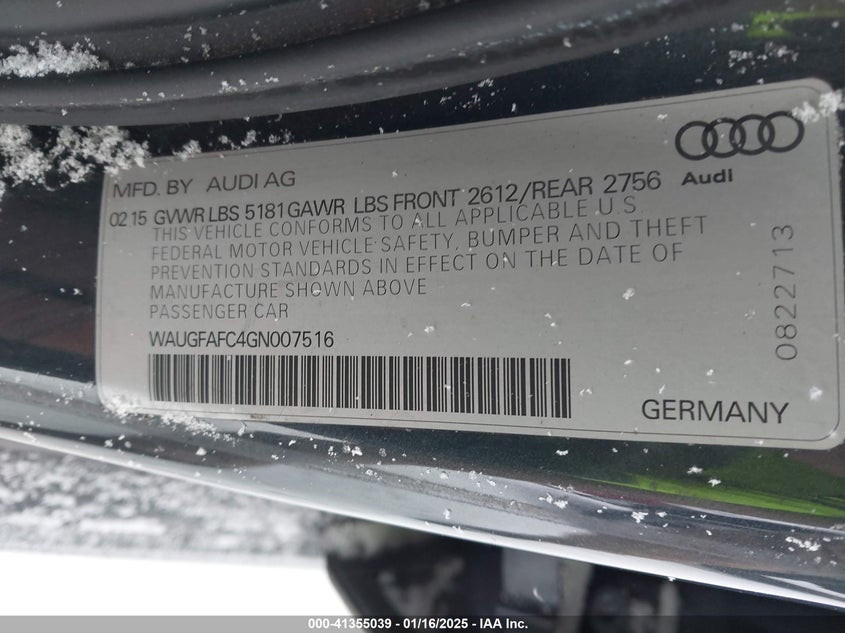 MFD. BY AUDI AG
Audi
02 15 GVWR LBS 5181 GAWR LBS FRONT 2612/REAR 2756
THIS VEHICLE CONFORMS TO ALL APPLICABLE U.S
FEDERAL MOTOR VEHICLE SAFETY, BUMPER AND THEFT
PREVENTION STANDARDS IN EFFECT ON THE DATE OF
MANUFACTURE SHOWN ABOVE
PASSENGER CAR
WAUGFAFC4GN007516
GERMANY
0822713
000-41355039 - 01/16/2025 - IAA Inc.